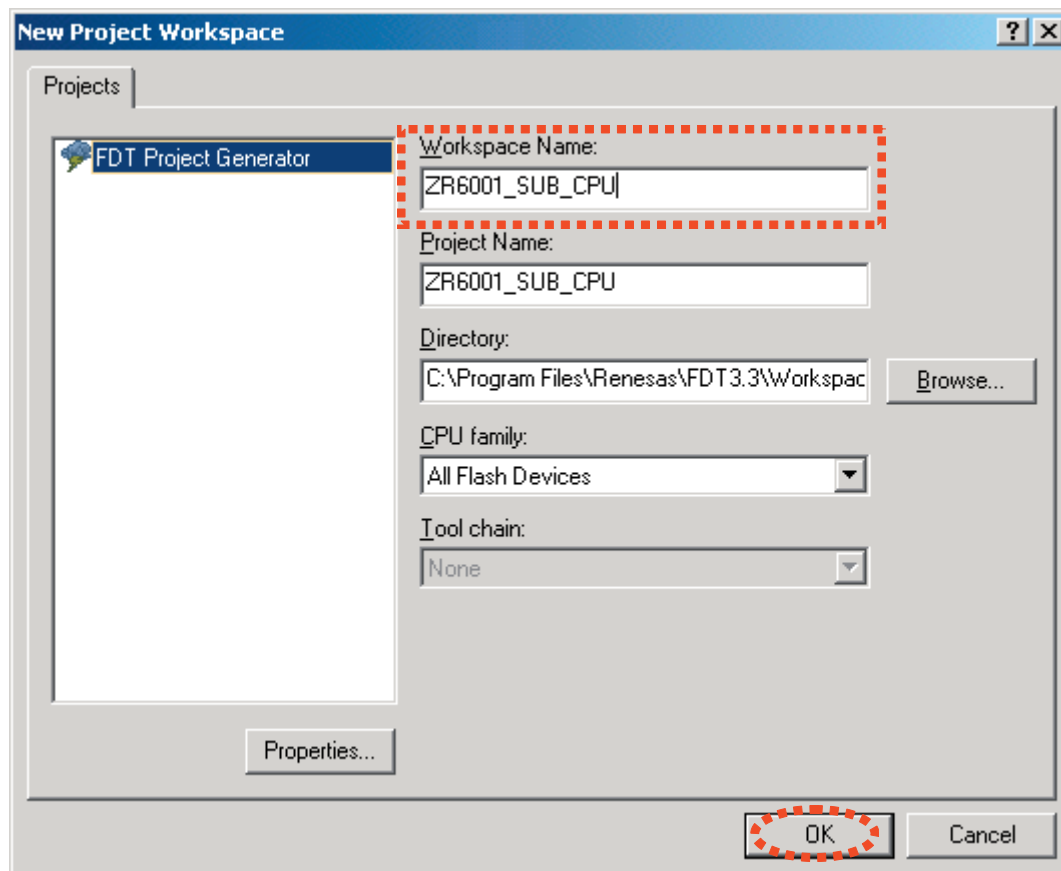 New Project Workspace
Projects
FDT Project Generator
Workspace Name:
ZR6001_SUB_CPU
Project Name:
ZR6001_SUB_CPU
Directory:
C:\Program Files\Renesas\FDT3.3\Workspac
Browse...
CPU family:
All Flash Devices
Tool chain:
None
Properties...
OK
Cancel